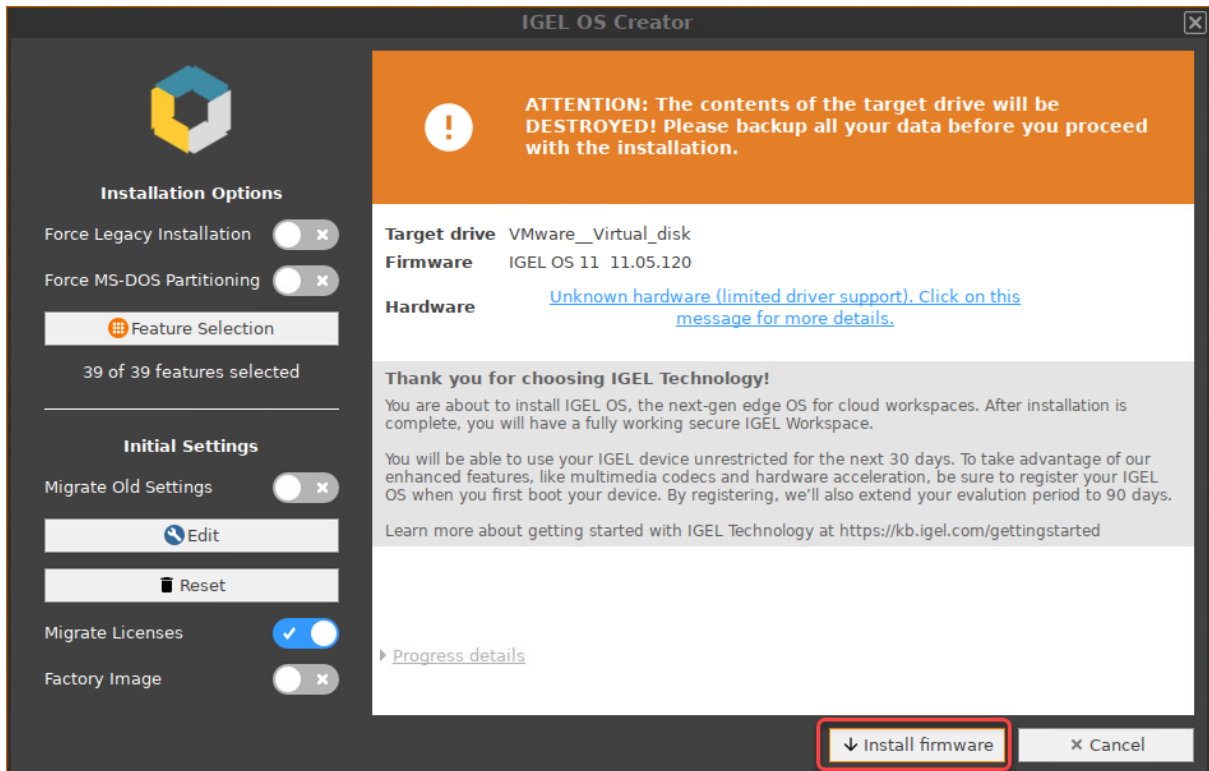 IGEL OS Creator
ATTENTION: The contents of the target drive will be
DESTROYED! Please backup all your data before you proceed
with the installation.
Installation Options
Force Legacy Installation
Force MS-DOS Partitioning
Feature Selection
39 of 39 features selected
Initial Settings
Migrate Old Settings
Edit
Reset
Migrate Licenses
Factory Image
Target drive VMware__Virtual_disk
Firmware IGEL OS 11 11.05.120
Hardware Unknown hardware (limited driver support). Click on this
message for more details.
Thank you for choosing IGEL Technology!
You are about to install IGEL OS, the next-gen edge OS for cloud workspaces. After installation is
complete, you will have a fully working secure IGEL Workspace.
You will be able to use your IGEL device unrestricted for the next 30 days. To take advantage of our
enhanced features, like multimedia codecs and hardware acceleration, be sure to register your IGEL
OS when you first boot your device. By registering, we'll also extend your evalution period to 90 days.
Learn more about getting started with IGEL Technology at https://kb.igel.com/gettingstarted
Progress details
Install firmware
Cancel